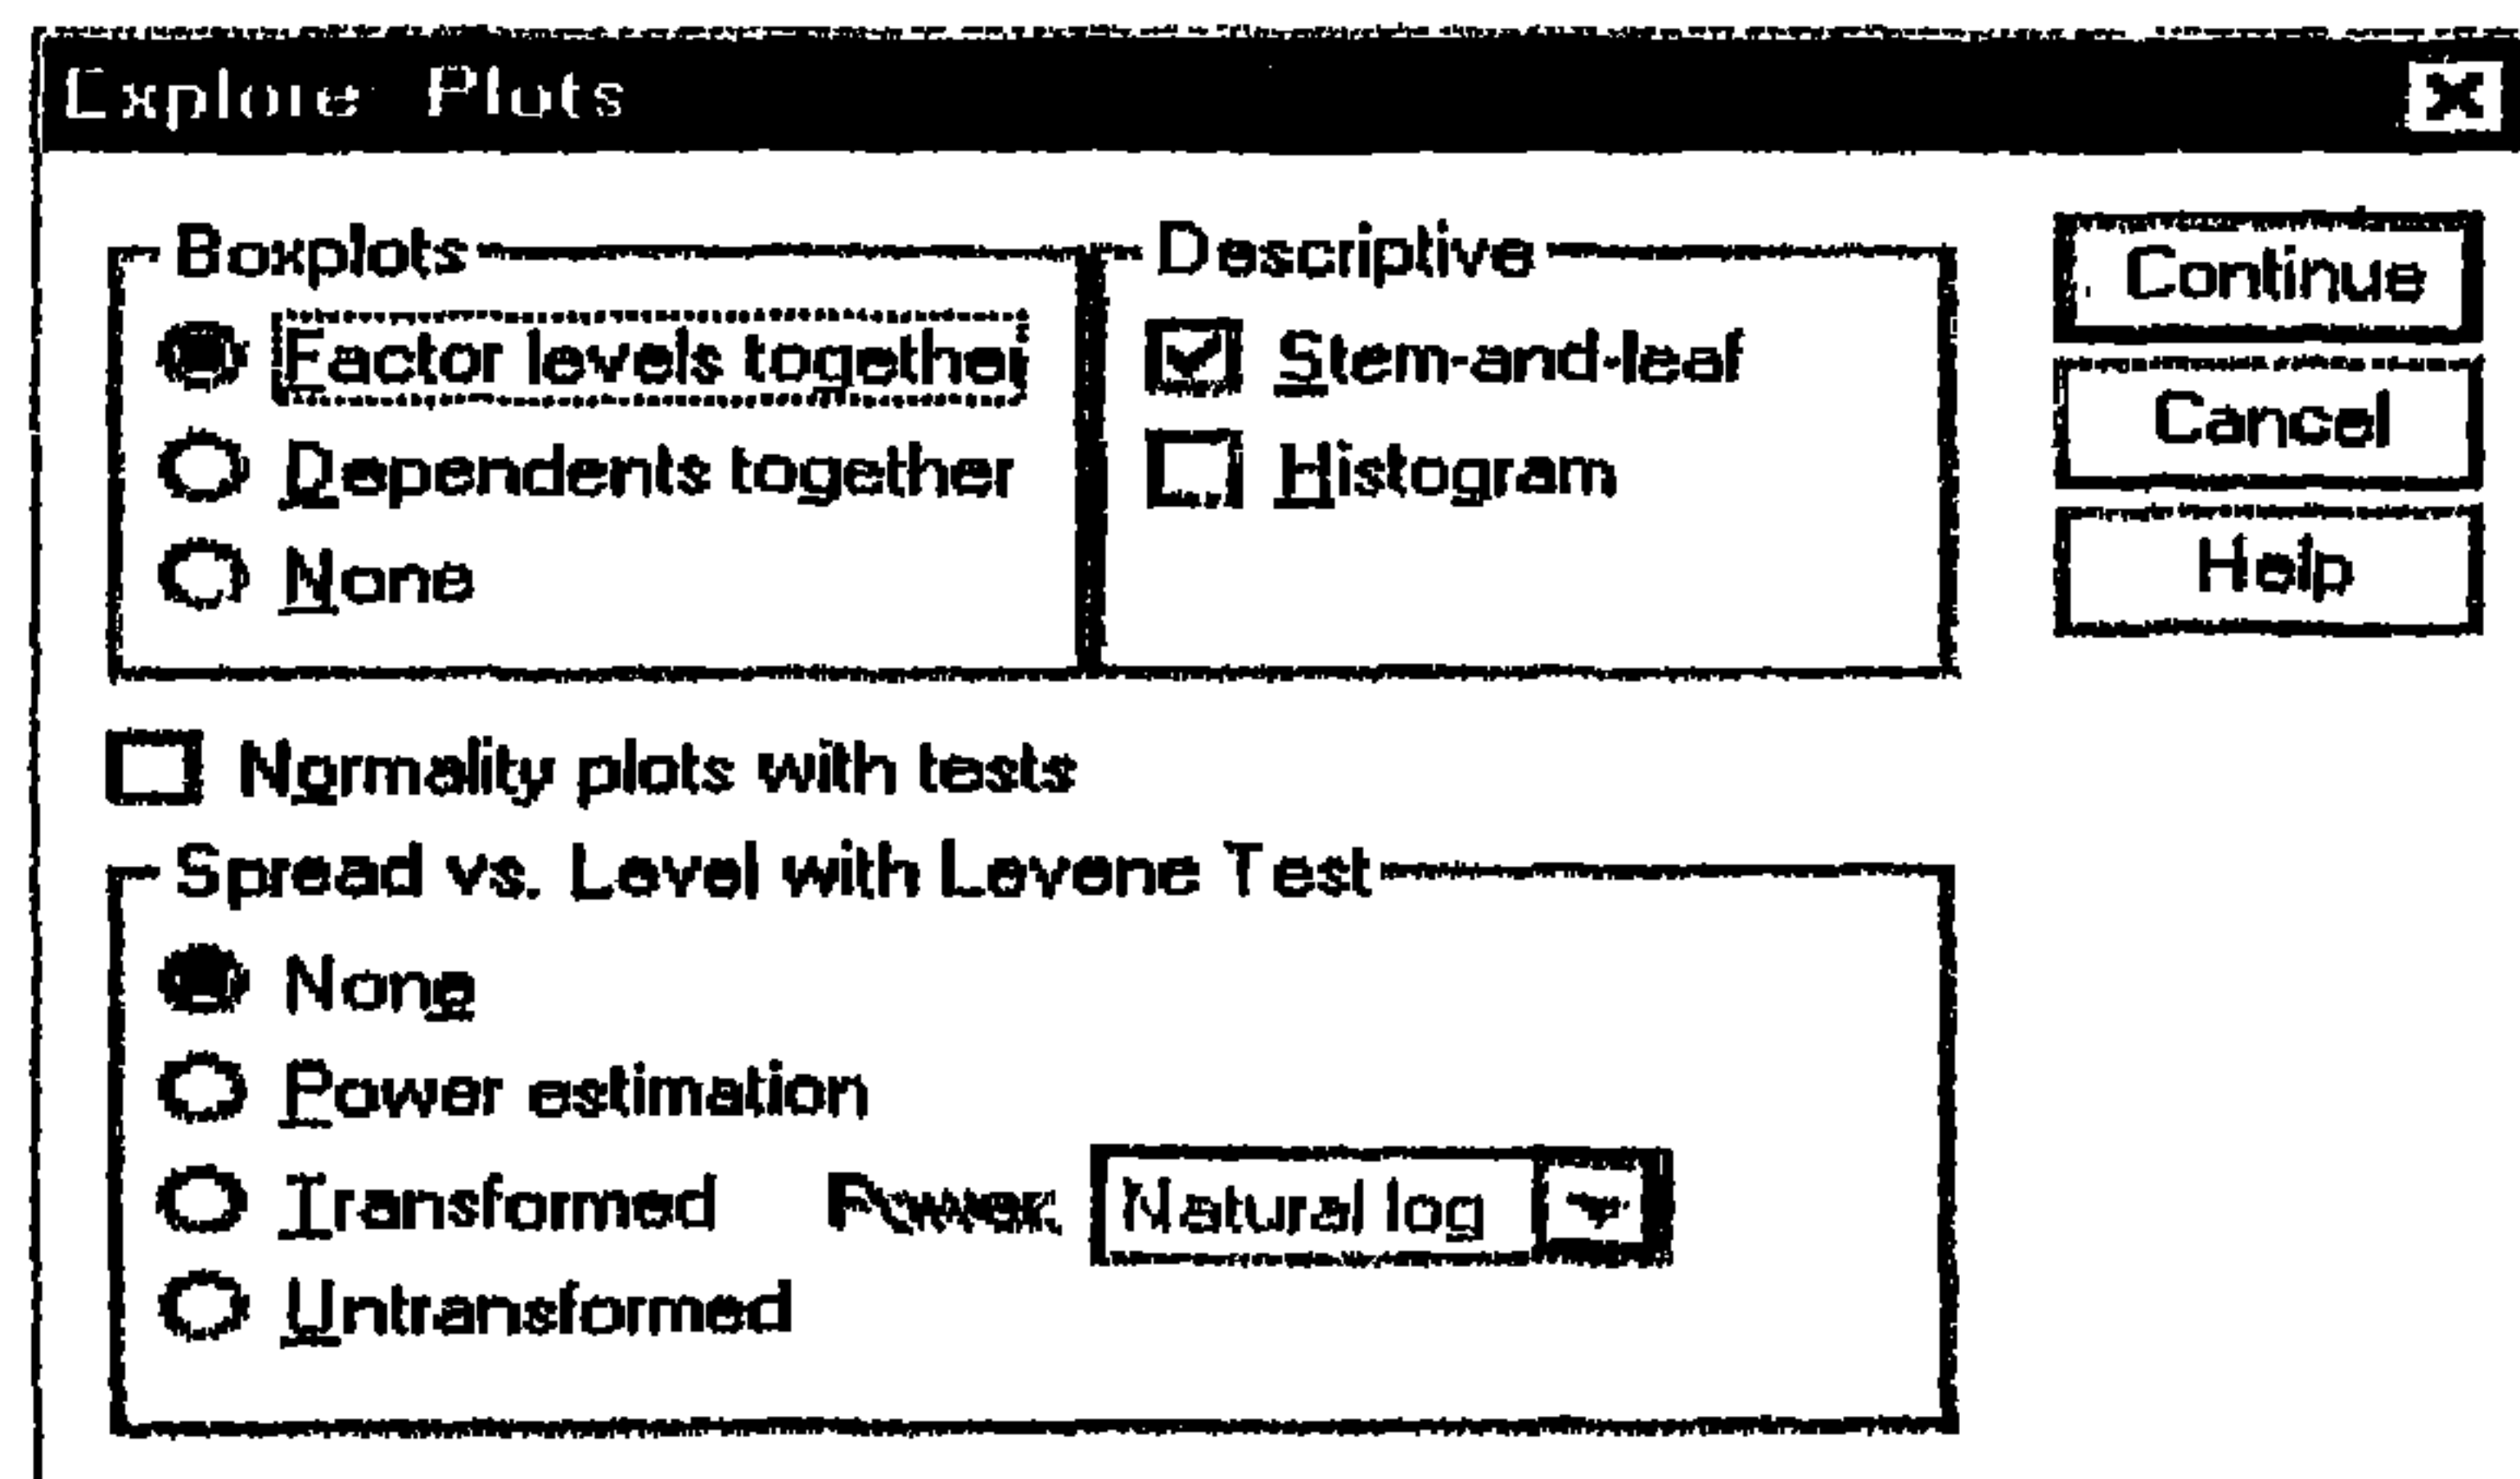 Explore: Plots
Boxplots
Factor levels together
Dependents together
None
Descriptive
Stem-and-leaf
Histogram
Continue
Cancel
Help
Normality plots with tests
Spread vs. Level with Levene Test
None
Power estimation
Transformed Power: Natural log
Untransformed